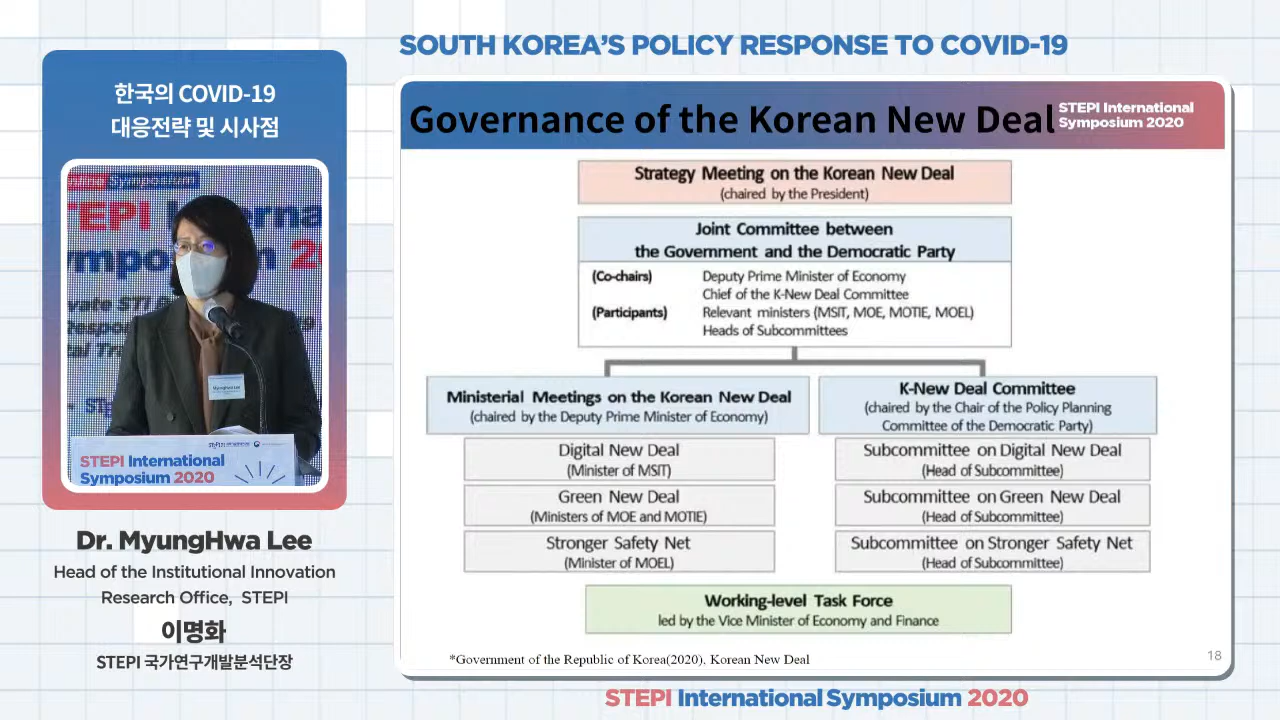 SOUTH KOREA'S POLICY RESPONSE TO COVID-19
한국의 COVID-19
대응전략 및 시사점
STEPI International
Symposium 2020
Dr. MyungHwa Lee
Head of the Institutional Innovation
Research Office, STEPI
이명화
STEPI 국가연구개발분석단장
Governance of the Korean New Deal
STEPI International
Symposium 2020
Strategy Meeting on the Korean New Deal
(chaired by the President)
Joint Committee between
the Government and the Democratic Party
(Co-chairs) Deputy Prime Minister of Economy
Chief of the K-New Deal Committee
(Participants) Relevant ministers (MSIT, MOE, MOTIE, MOEL)
Heads of Subcommittees
Ministerial Meetings on the Korean New Deal
(chaired by the Deputy Prime Minister of Economy)
Digital New Deal
(Minister of MSIT)
Green New Deal
(Ministers of MOE and MOTIE)
Stronger Safety Net
(Minister of MOEL)
K-New Deal Committee
(chaired by the Chair of the Policy Planning
Committee of the Democratic Party)
Subcommittee on Digital New Deal
(Head of Subcommittee)
Subcommittee on Green New Deal
(Head of Subcommittee)
Subcommittee on Stronger Safety Net
(Head of Subcommittee)
Working-level Task Force
led by the Vice Minister of Economy and Finance
*Government of the Republic of Korea(2020), Korean New Deal
18
STEPI International Symposium 2020